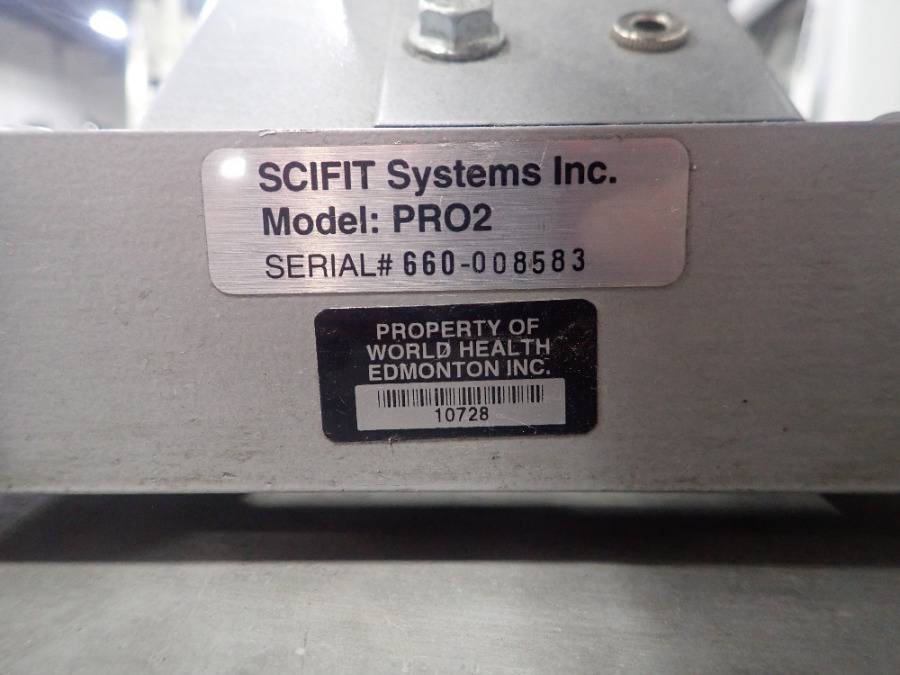 SCIFIT Systems Inc.
Model: PRO2
SERIAL# 660-008583
PROPERTY OF
WORLD HEALTH
EDMONTON INC.
10728